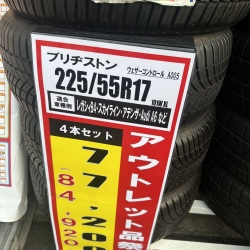 ブリヂストン
ウェザーコントロール A005
225/55R17
適合車種例
レガシィB4・スカイライン・アテンザ・Audi A6 など
4本セット
アウトレット品祭
77,20
(84,920